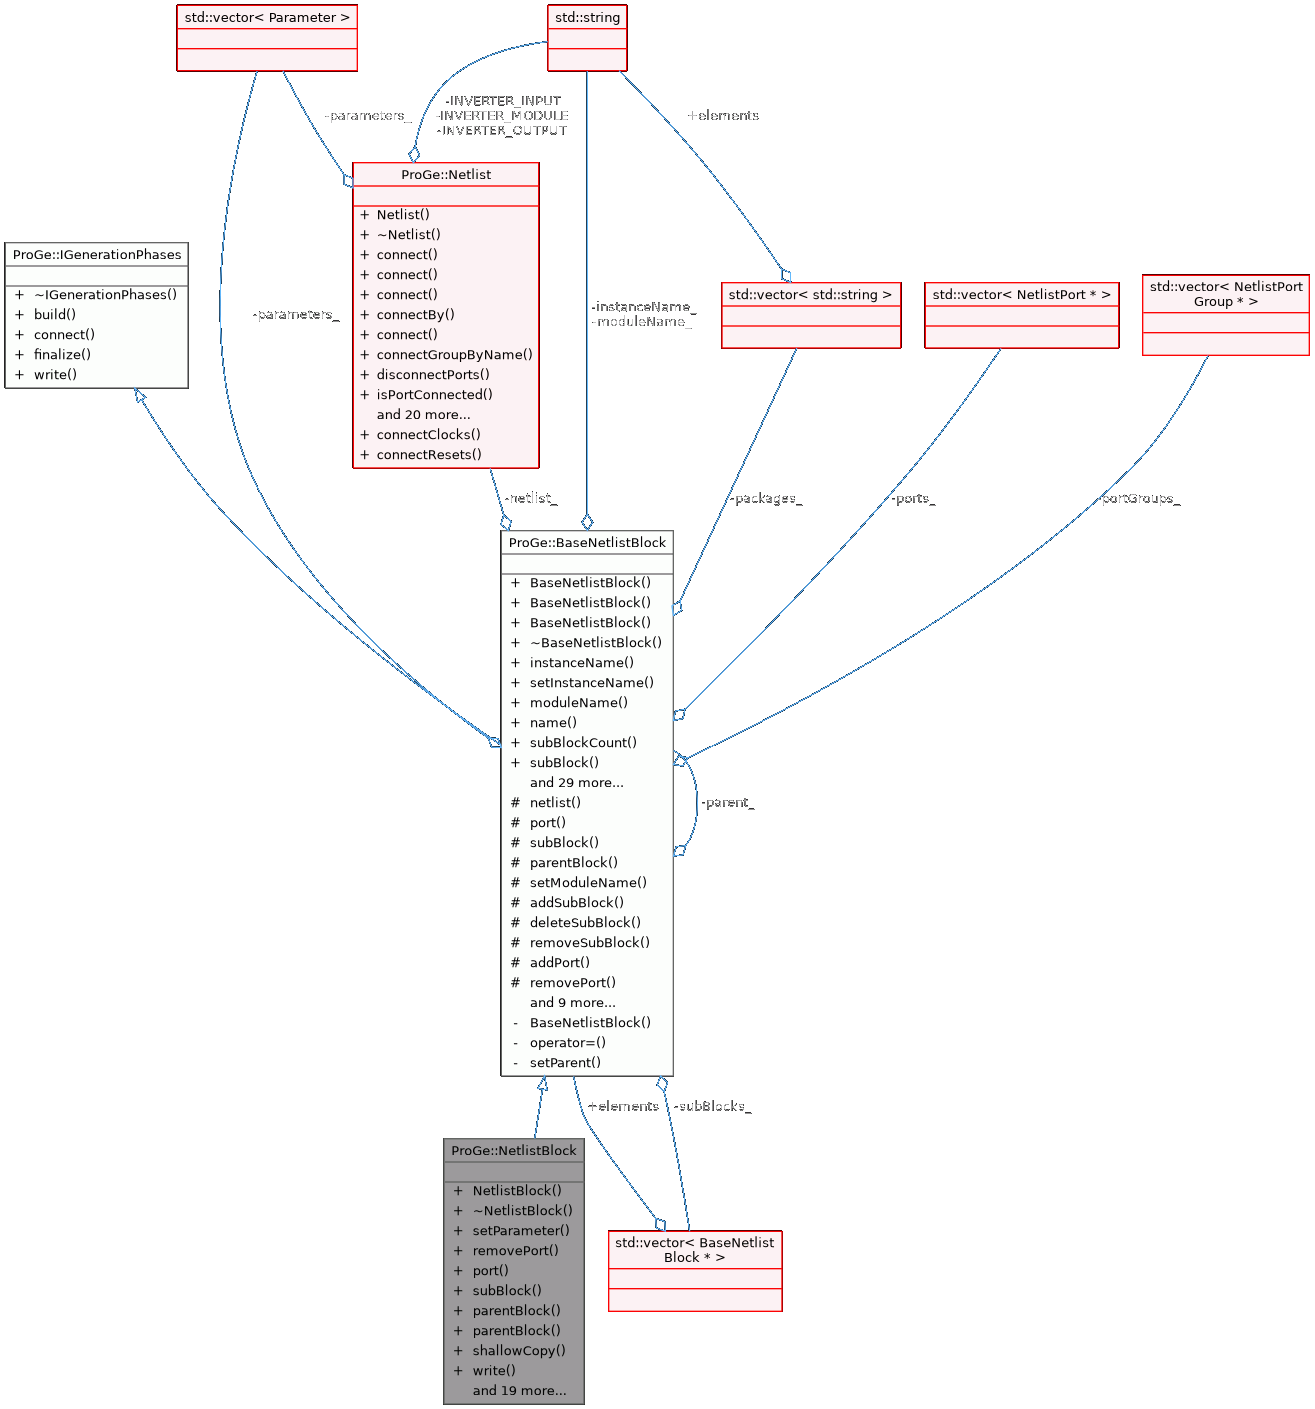 std::vector< Parameter >
std::string
-parameters_
-INVERTER_INPUT
-INVERTER_MODULE
-INVERTER_OUTPUT
+elements
ProGe::Netlist
+ Netlist()
+ ~Netlist()
+ connect()
+ connect()
+ connect()
+ connectBy()
+ connect()
+ connectGroupByName()
+ disconnectPorts()
+ isPortConnected()
and 20 more...
+ connectClocks()
+ connectResets()
ProGe::IGenerationPhases
+ ~IGenerationPhases()
+ build()
+ connect()
+ finalize()
+ write()
-parameters_
-instanceName_
-moduleName_
std::vector< std::string >
std::vector< NetlistPort * >
std::vector< NetlistPort
Group * >
-netlist_
-packages_
-ports_
-portGroups_
ProGe::BaseNetlistBlock
+ BaseNetlistBlock()
+ BaseNetlistBlock()
+ BaseNetlistBlock()
+ ~BaseNetlistBlock()
+ instanceName()
+ setInstanceName()
+ moduleName()
+ name()
+ subBlockCount()
+ subBlock()
and 29 more...
# netlist()
# port()
# subBlock()
# parentBlock()
# setModuleName()
# addSubBlock()
# deleteSubBlock()
# removeSubBlock()
# addPort()
# removePort()
and 9 more...
- BaseNetlistBlock()
- operator=()
- setParent()
-parent_
+elements
-subBlocks_
ProGe::NetlistBlock
+ NetlistBlock()
+ ~NetlistBlock()
+ setParameter()
+ removePort()
+ port()
+ subBlock()
+ parentBlock()
+ parentBlock()
+ shallowCopy()
+ write()
and 19 more...
std::vector< BaseNetlist
Block * >